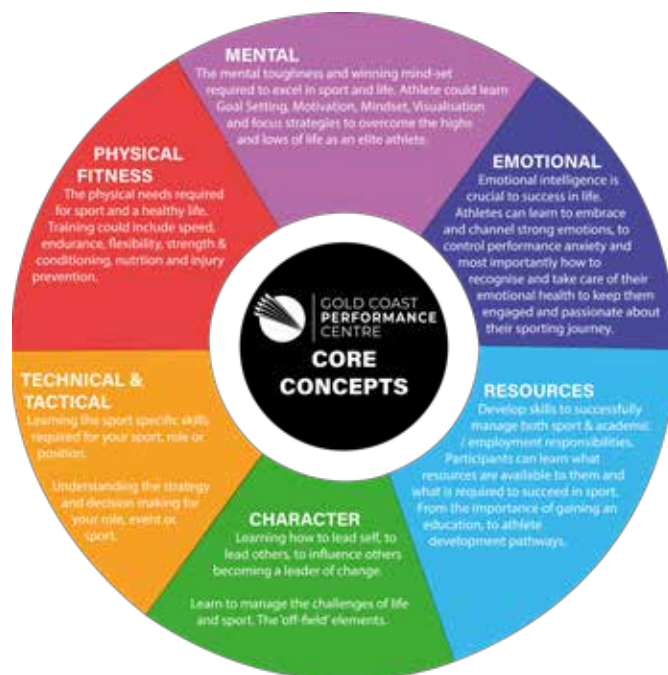 MENTAL
The mental toughness and winning mind-set
required to excel in sport and life. Athlete could learn
Goal Setting, Motivation, Mindset, Visualisation
and focus strategies to overcome the highs
and lows of life as an elite athlete.
EMOTIONAL
Emotional intelligence is
crucial to success in life.
Athletes can learn to embrace
and channel strong emotions, to
control performance anxiety and
most importantly how to
recognise and take care of their
emotional health to keep them
engaged and passionate about
their sporting journey.
RESOURCES
Develop skills to successfully
manage both sport & academic
/ employment responsibilities.
Participants can learn what
resources are available to them and
what is required to succeed in sport.
From the importance of gaining an
education, to athlete
development pathways.
CHARACTER
Learning how to lead self, to
lead others, to influence others
becoming a leader of change.
Learn to manage the challenges of life
and sport. The 'off-field' elements.
TECHNICAL &
TACTICAL
Learning the sport specific skills
required for your sport, role or
position.
Understanding the strategy
and decision making for
your role, event or
sport.
PHYSICAL
FITNESS
The physical needs required
for sport and a healthy life.
Training could include speed,
endurance, flexibility, strength &
conditioning, nutrition and injury
prevention.
GOLD COAST
PERFORMANCE
CENTRE
CORE
CONCEPTS